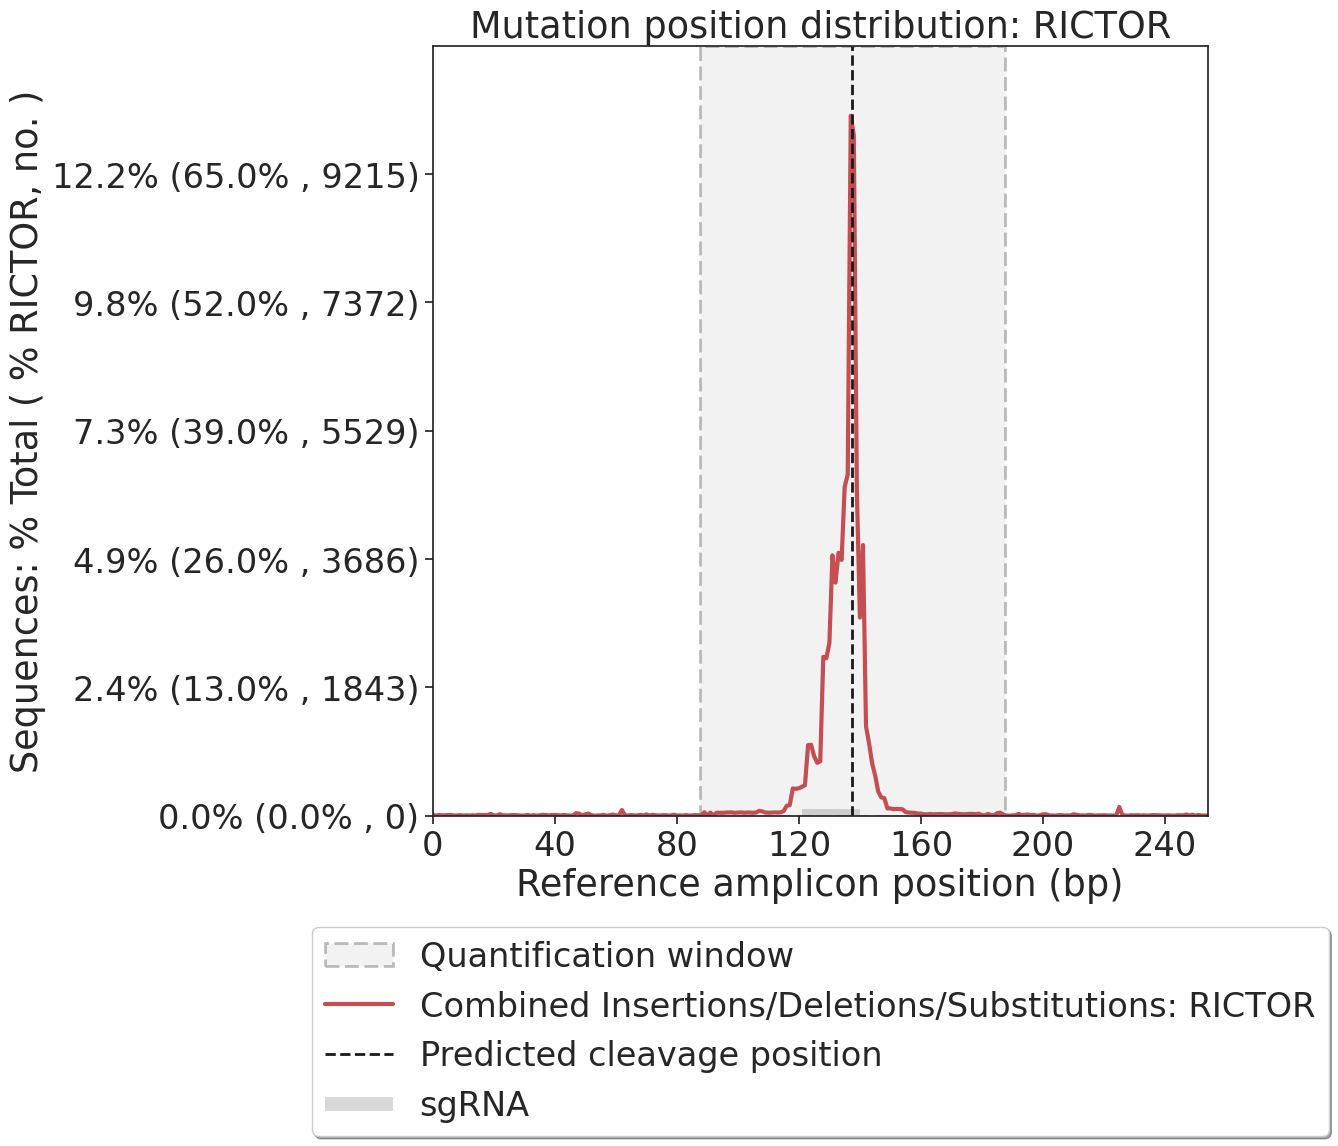 Mutation position distribution: RICTOR
Sequences: % Total ( % RICTOR, no. )
12.2% (65.0% , 9215)
9.8% (52.0% , 7372)
7.3% (39.0% , 5529)
4.9% (26.0% , 3686)
2.4% (13.0% , 1843)
0.0% (0.0% , 0)
0 40 80 120 160 200 240
Reference amplicon position (bp)
Quantification window
Combined Insertions/Deletions/Substitutions: RICTOR
Predicted cleavage position
sgRNA